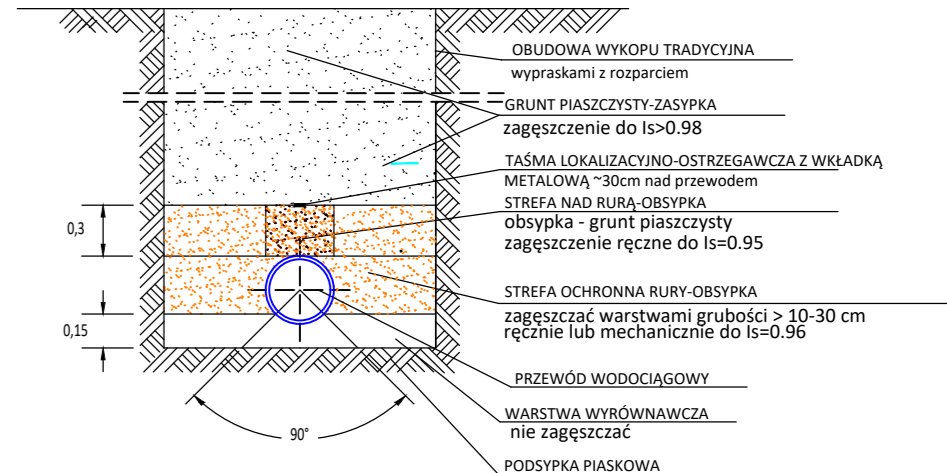 OBUDOWA WYKOPU TRADYCYJNA
wypraskami z rozparciem
GRUNT PIASZCZYSTY-ZASYPKA
zagęszczenie do Is>0.98
TAŚMA LOKALIZACYJNO-OSTRZEGAWCZA Z WKŁADKĄ
METALOWĄ ~30cm nad przewodem
STREFA NAD RURĄ-OBSYPKA
obsypka - grunt piaszczysty
zagęszczenie ręczne do Is=0.95
0,3
STREFA OCHRONNA RURY-OBSYPKA
zagęszczać warstwami grubości > 10-30 cm
ręcznie lub mechanicznie do Is=0.96
0,15
PRZEWÓD WODOCIĄGOWY
WARSTWA WYRÓWNAWCZA
nie zagęszczać
90°
PODSYPKA PIASKOWA